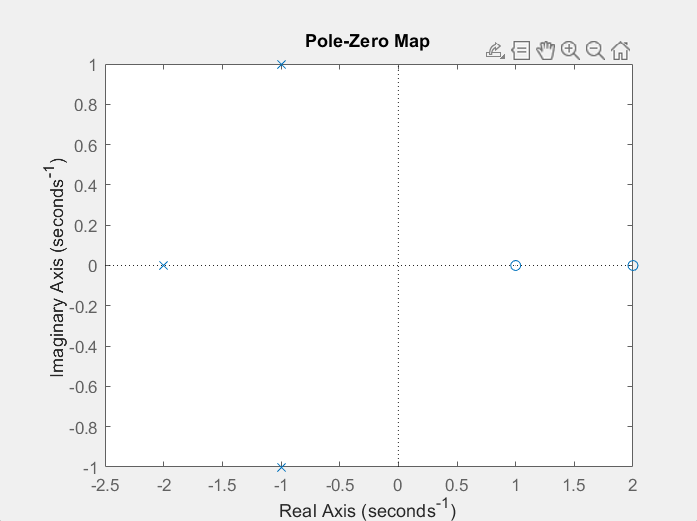 Pole-Zero Map
Imaginary Axis (seconds⁻¹)
1
0.8
0.6
0.4
0.2
0
-0.2
-0.4
-0.6
-0.8
-1
-2.5 -2 -1.5 -1 -0.5 0 0.5 1 1.5 2
Real Axis (seconds⁻¹)